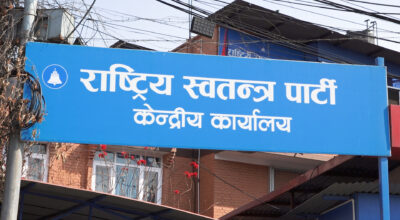 राष्ट्रिय स्वतन्त्र पार्टी
केन्द्रीय कार्यालय